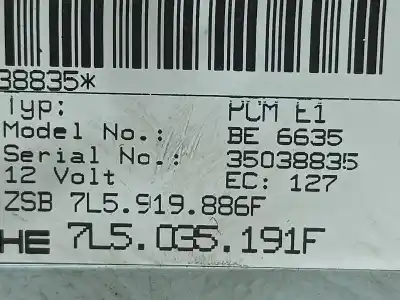 38835*
Typ: PCM E1
Model No.: BE 6635
Serial No.: 35038835
12 Volt EC: 127
ZSB 7L5.919.886F
HE 7L5.035.191F